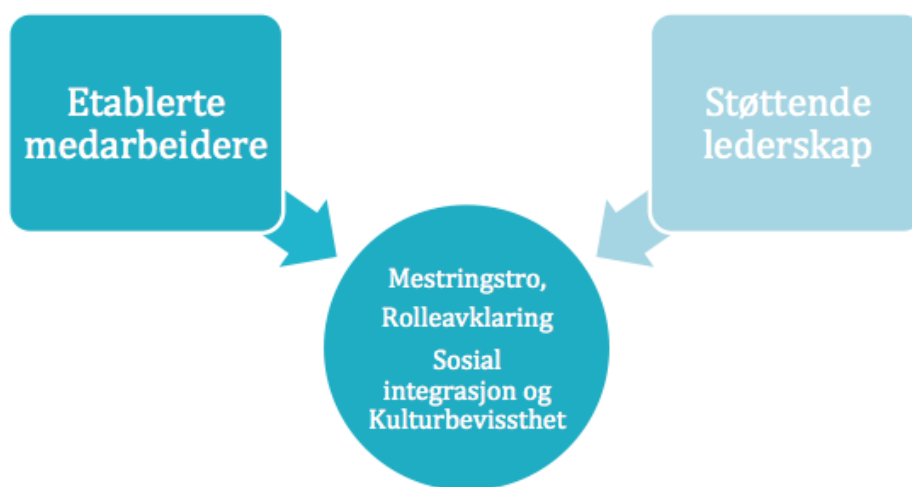 Etablerte
medarbeidere
Støttende
lederskap
Mestringstro,
Rolleavklaring
Sosial
integrasjon og
Kulturbevissthet